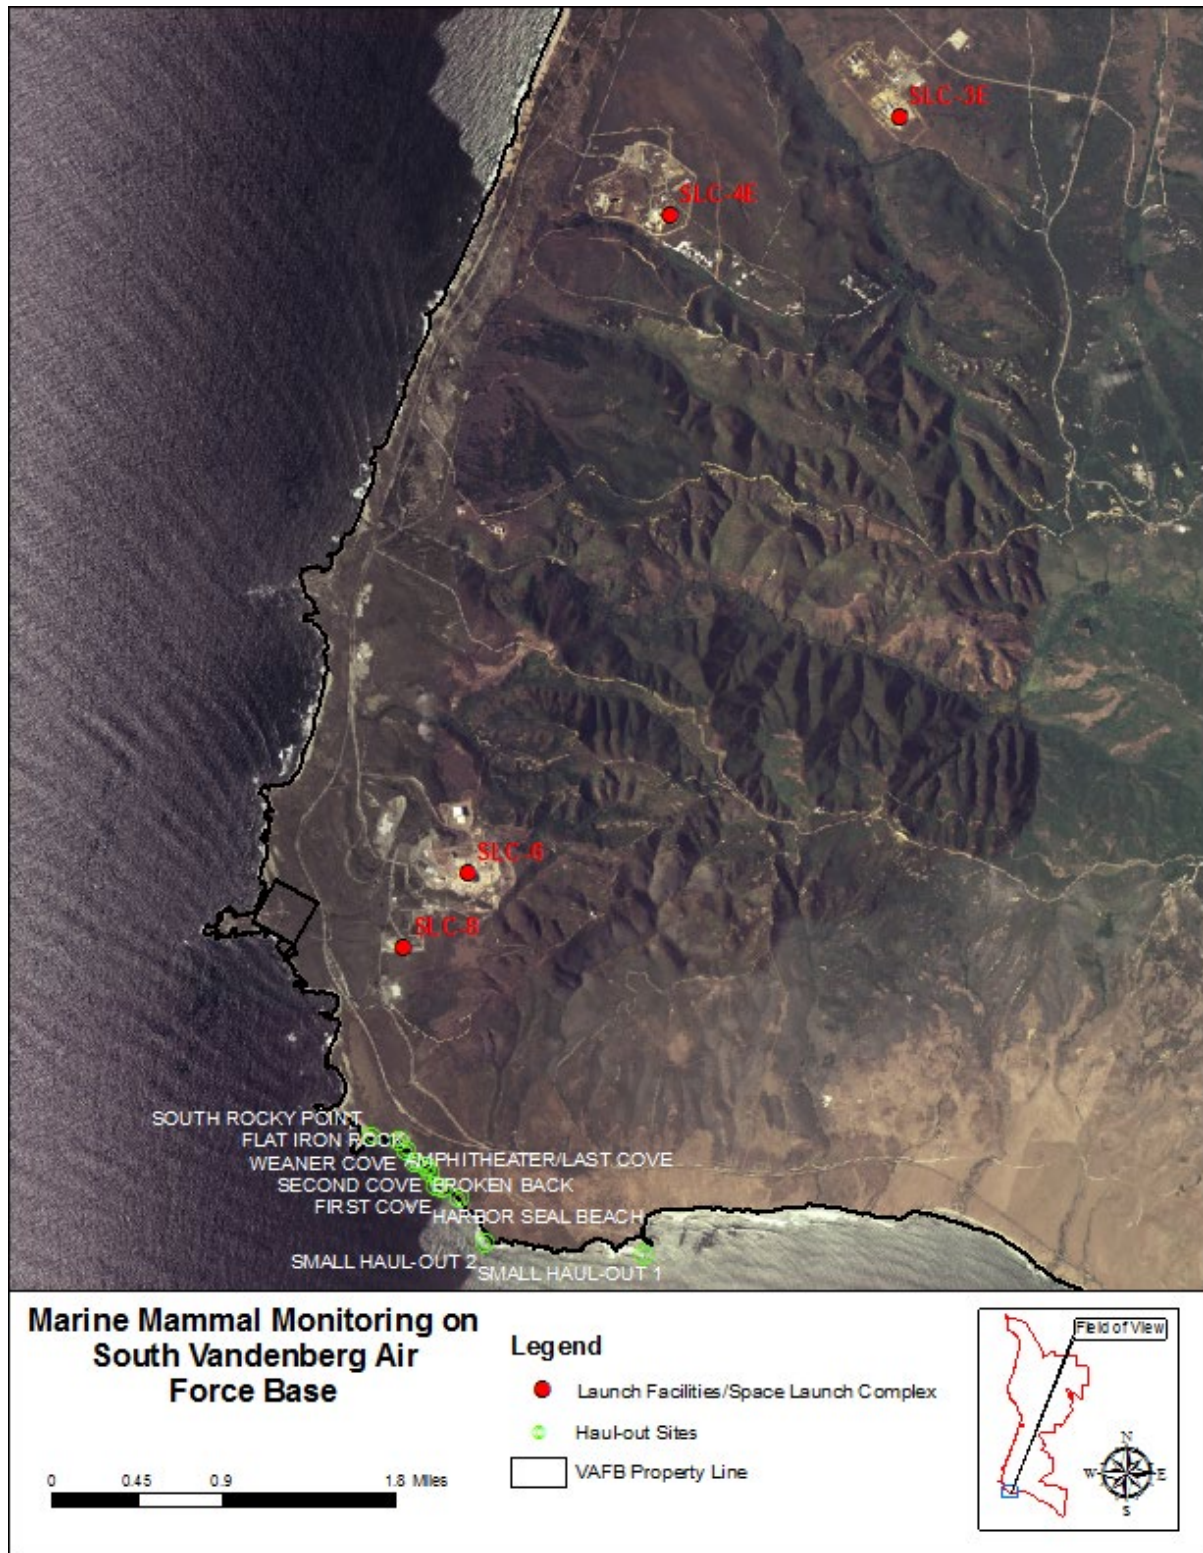 SLC-3E
SLC-4E
SLC-6
SLC-8
SOUTH ROCKY POINT
FLAT IRON ROCK
WEANER COVE
AMPHITHEATER/LAST COVE
SECOND COVE
BROKEN BACK
FIRST COVE
HARBOR SEAL BEACH
SMALL HAUL-OUT 2
SMALL HAUL-OUT 1
Marine Mammal Monitoring on
South Vandenberg Air
Force Base
0 0.45 0.9 1.8 Miles
Legend
Launch Facilities/Space Launch Complex
Haul-out Sites
VAFB Property Line
Field of View
N
W E
S